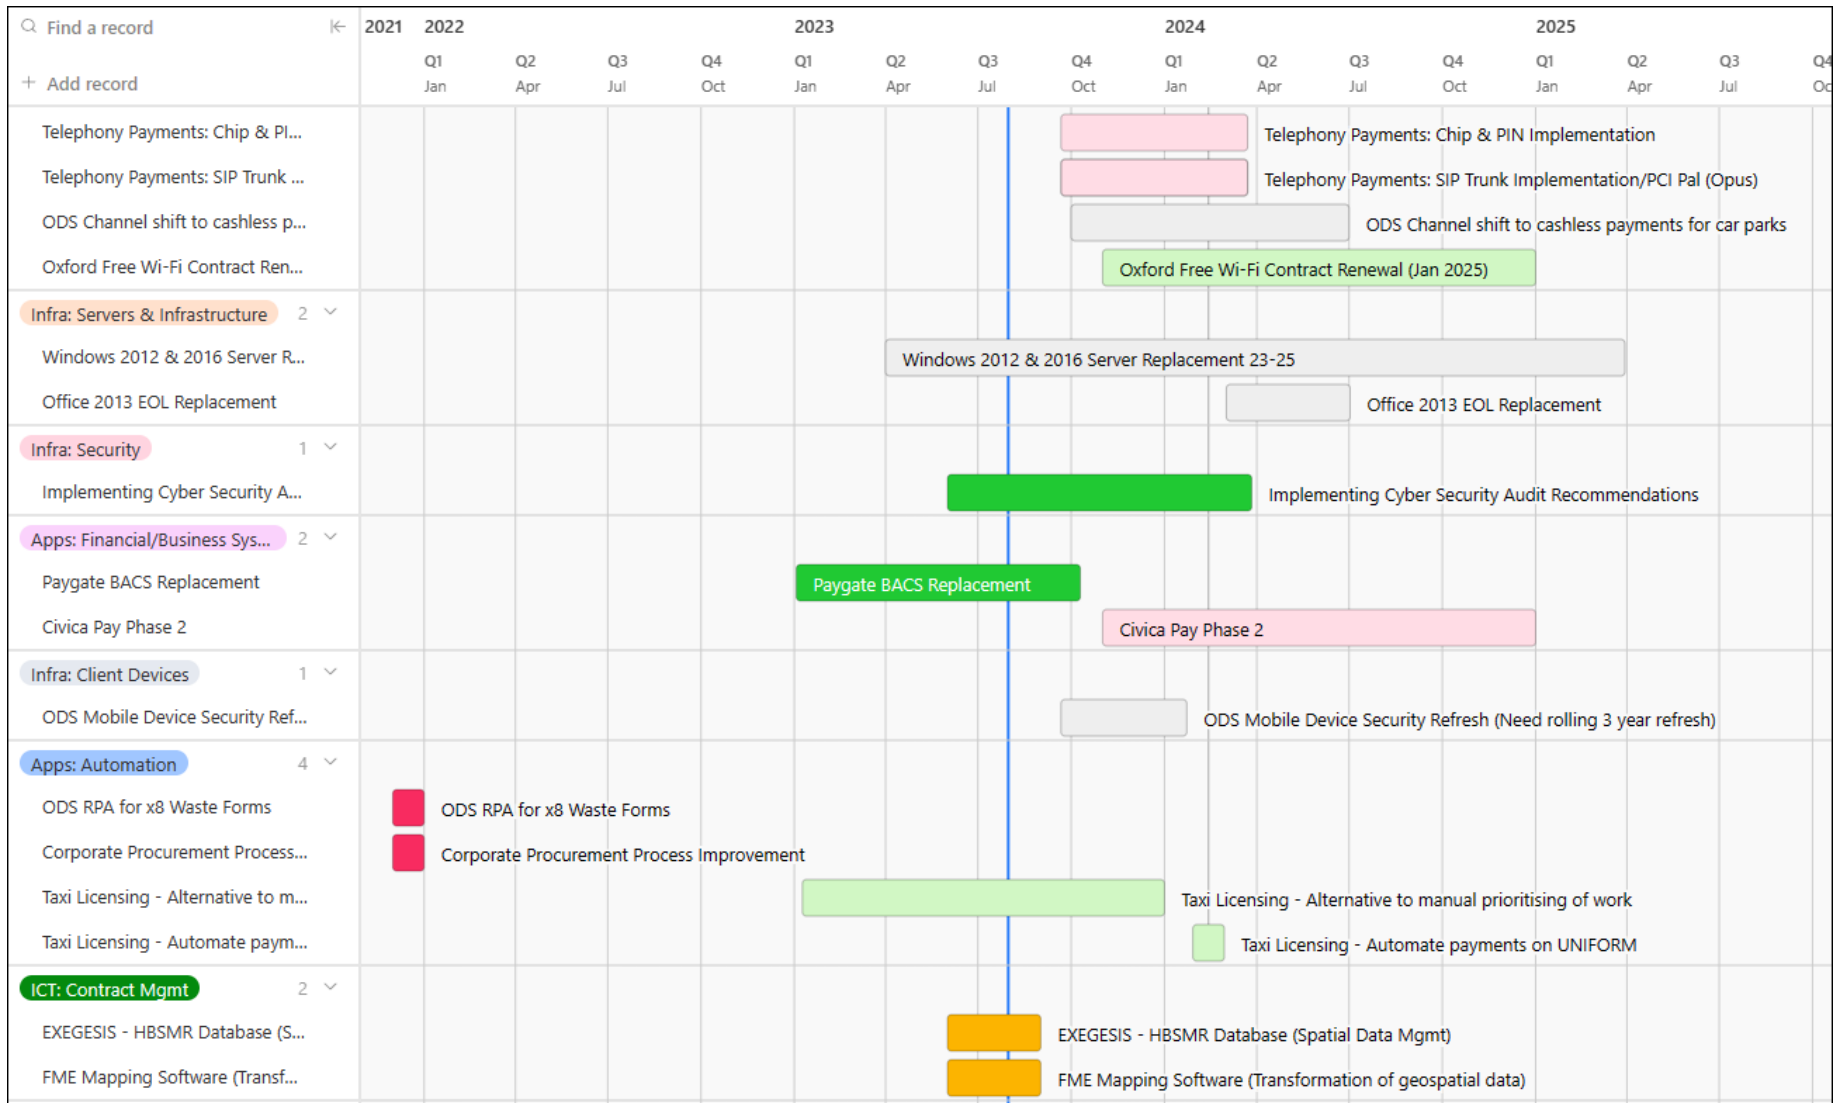 Find a record
2021 2022 2023 2024 2025
Q1 Q2 Q3 Q4 Q1 Q2 Q3 Q4 Q1 Q2 Q3 Q4 Q1 Q2 Q3 Q4
+ Add record
Jan Apr Jul Oct Jan Apr Jul Oct Jan Apr Jul Oct Jan Apr Jul Oc
Telephony Payments: Chip & PI... Telephony Payments: Chip & PIN Implementation
Telephony Payments: SIP Trunk ... Telephony Payments: SIP Trunk Implementation/PCI Pal (Opus)
ODS Channel shift to cashless p... ODS Channel shift to cashless payments for car parks
Oxford Free Wi-Fi Contract Ren... Oxford Free Wi-Fi Contract Renewal (Jan 2025)
Infra: Servers & Infrastructure 2
Windows 2012 & 2016 Server R... Windows 2012 & 2016 Server Replacement 23-25
Office 2013 EOL Replacement Office 2013 EOL Replacement
Infra: Security 1
Implementing Cyber Security A... Implementing Cyber Security Audit Recommendations
Apps: Financial/Business Sys... 2
Paygate BACS Replacement Paygate BACS Replacement
Civica Pay Phase 2 Civica Pay Phase 2
Infra: Client Devices 1
ODS Mobile Device Security Ref... ODS Mobile Device Security Refresh (Need rolling 3 year refresh)
Apps: Automation 4
ODS RPA for x8 Waste Forms ODS RPA for x8 Waste Forms
Corporate Procurement Process... Corporate Procurement Process Improvement
Taxi Licensing - Alternative to m... Taxi Licensing - Alternative to manual prioritising of work
Taxi Licensing - Automate paym... Taxi Licensing - Automate payments on UNIFORM
ICT: Contract Mgmt 2
EXEGESIS - HBSMR Database (S... EXEGESIS - HBSMR Database (Spatial Data Mgmt)
FME Mapping Software (Transf... FME Mapping Software (Transformation of geospatial data)